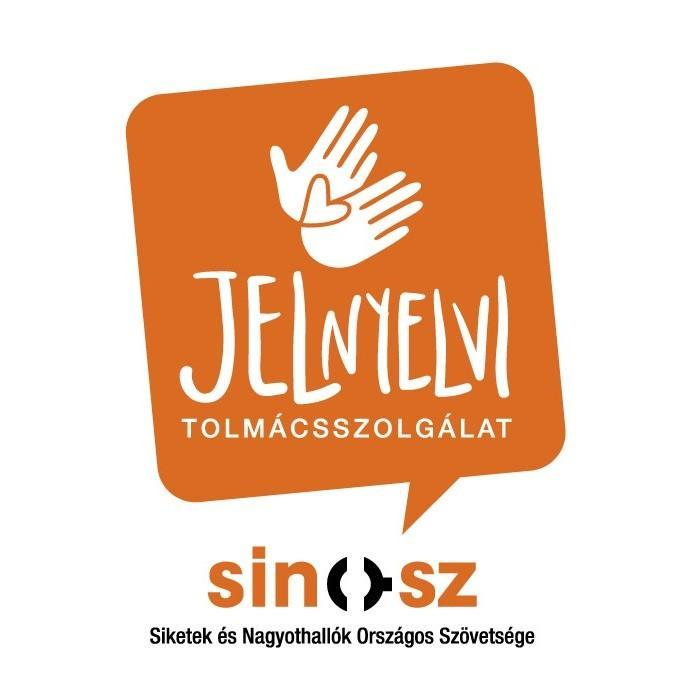 JELNYELVI
TOLMÁCSSZOLGÁLAT
sinosz
Siketek és Nagyothallók Országos Szövetsége